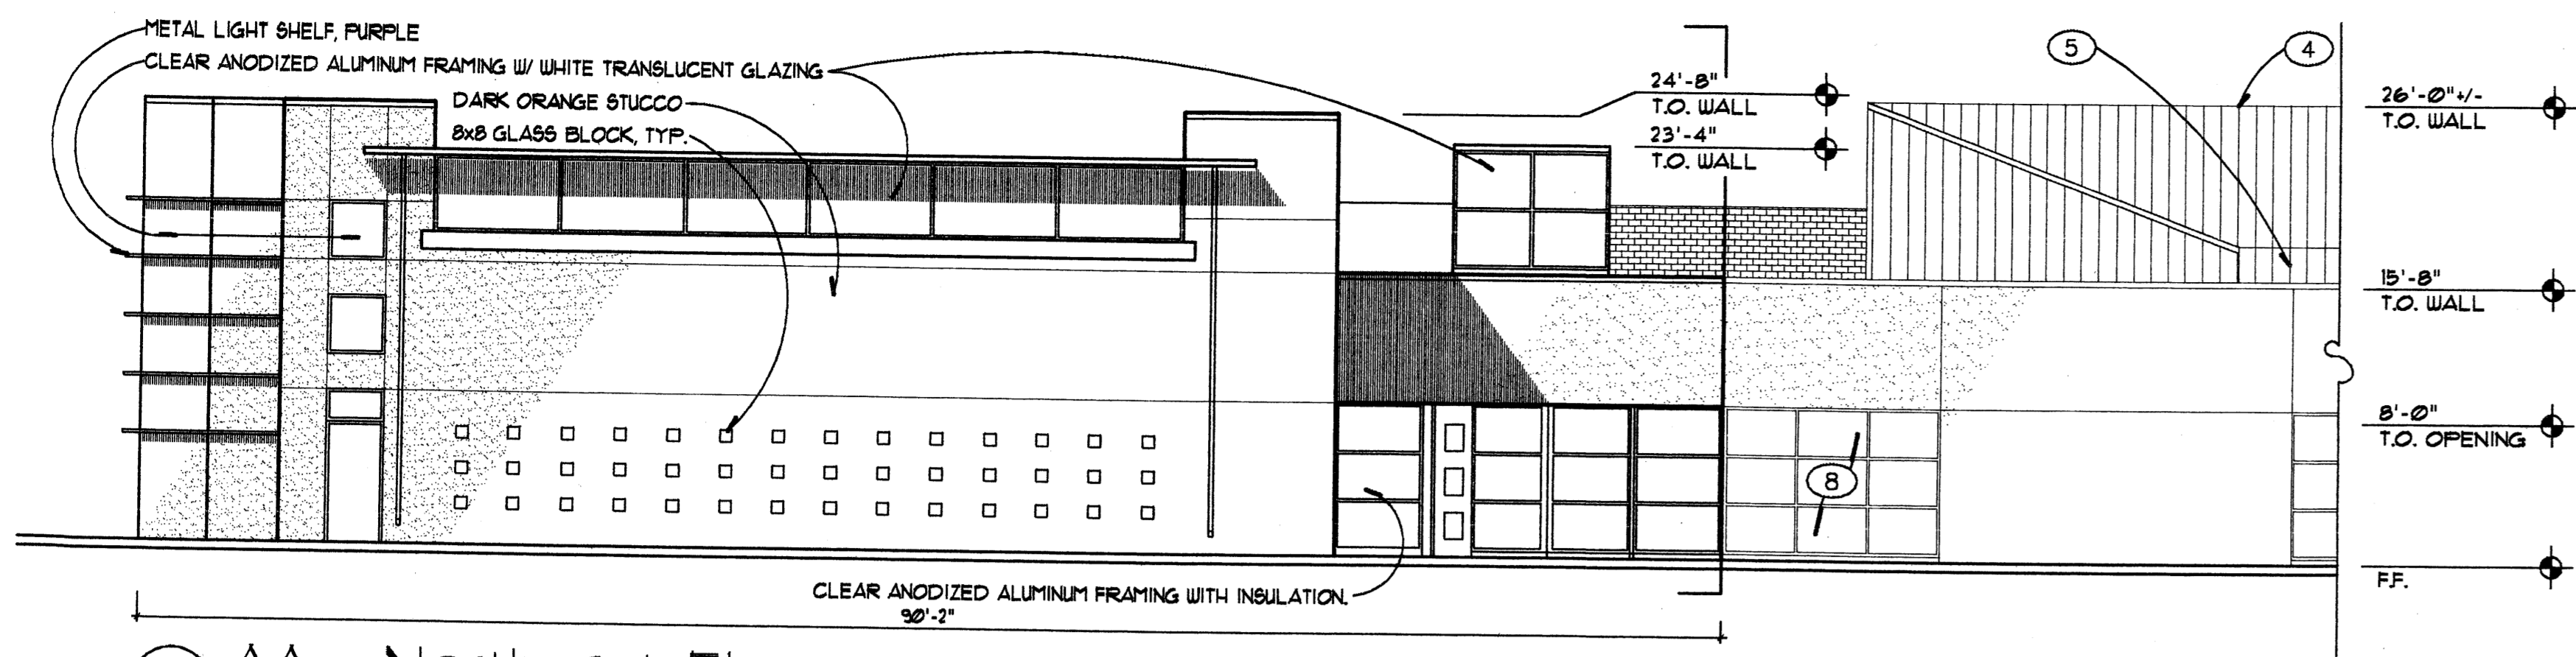 METAL LIGHT SHELF, PURPLE
CLEAR ANODIZED ALUMINUM FRAMING W/ WHITE TRANSLUCENT GLAZING
DARK ORANGE STUCCO
8x8 GLASS BLOCK, TYP.
24'-8"
T.O. WALL
23'-4"
T.O. WALL
5
4
26'-0"+/-
T.O. WALL
15'-8"
T.O. WALL
8'-0"
T.O. OPENING
8
F.F.
CLEAR ANODIZED ALUMINUM FRAMING WITH INSULATION.
90'-2"